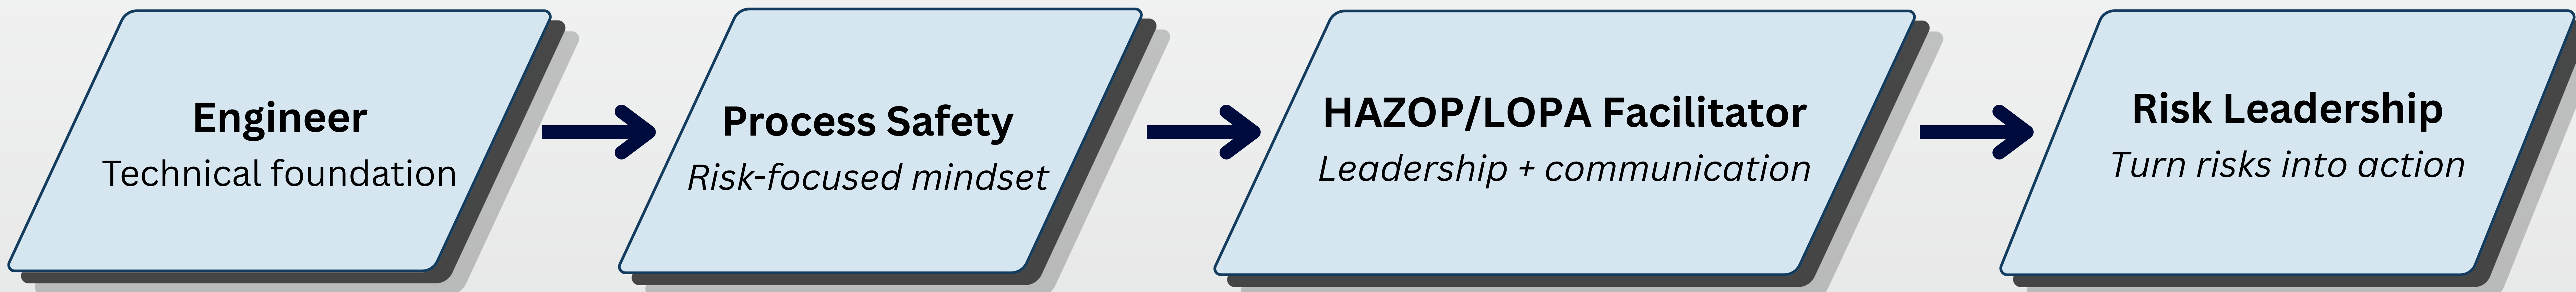 Engineer
Technical foundation
Process Safety
Risk-focused mindset
HAZOP/LOPA Facilitator
Leadership + communication
Risk Leadership
Turn risks into action